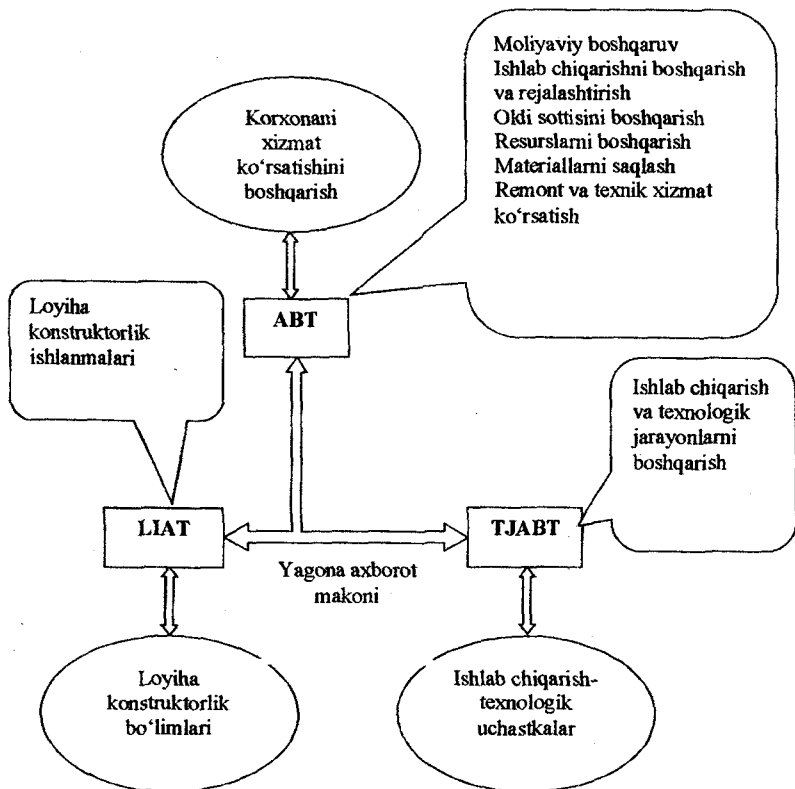 Moliyaviy boshqaruv
Ishlab chiqarishni boshqarish
va rejalashtirish
Oldi sottisini boshqarish
Resurslarni boshqarish
Materiallarni saqlash
Remont va texnik xizmat
ko‘rsatish
Korxonani
xizmat
ko‘rsatishini
boshqarish
ABT
Loyiha
konstruktorlik
ishlanmalari
Ishlab chiqarish
va texnologik
jarayonlarni
boshqarish
LIAT
TJABT
Yagona axborot
makoni
Loyiha
konstruktorlik
bo‘limlari
Ishlab chiqarish-
texnologik
uchastkalar